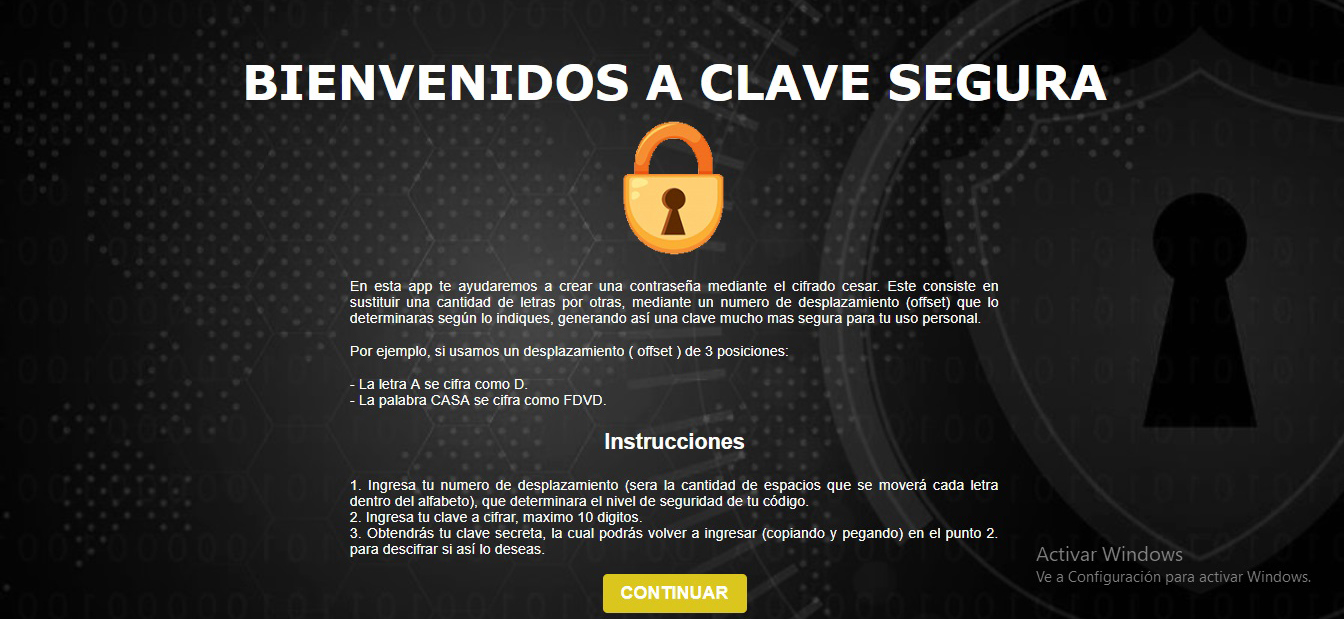 BIENVENIDOS A CLAVE SEGURA
En esta app te ayudaremos a crear una contraseña mediante el cifrado cesar. Este consiste en
sustituir una cantidad de letras por otras, mediante un numero de desplazamiento (offset) que lo
determinaras según lo indiques, generando así una clave mucho mas segura para tu uso personal.
Por ejemplo, si usamos un desplazamiento ( offset ) de 3 posiciones:
- La letra A se cifra como D.
- La palabra CASA se cifra como FDVD.
Instrucciones
1. Ingresa tu numero de desplazamiento (sera la cantidad de espacios que se moverá cada letra
dentro del alfabeto), que determinara el nivel de seguridad de tu código.
2. Ingresa tu clave a cifrar, maximo 10 digitos.
3. Obtendrás tu clave secreta, la cual podrás volver a ingresar (copiando y pegando) en el punto 2.
para descifrar si así lo deseas.
CONTINUAR
Activar Windows
Ve a Configuración para activar Windows.